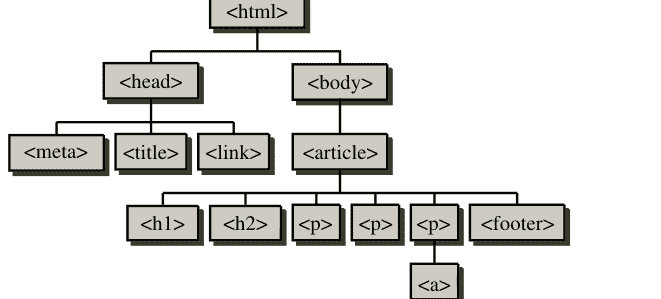 <html>
<head> <body>
<meta> <title> <link> <article>
<h1> <h2> <p> <p> <p> <footer>
<a>